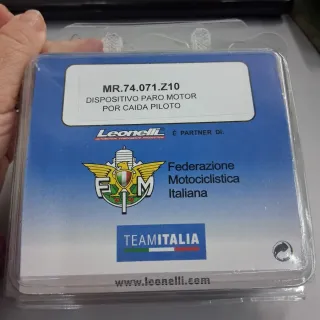 MR.74.071.Z10
DISPOSITIVO PARO MOTOR
POR CAIDA PILOTO
Leonelli
È PARTNER DI:
FMI
Federazione
Motociclistica
Italiana
TEAMITALIA
www.leonelli.com